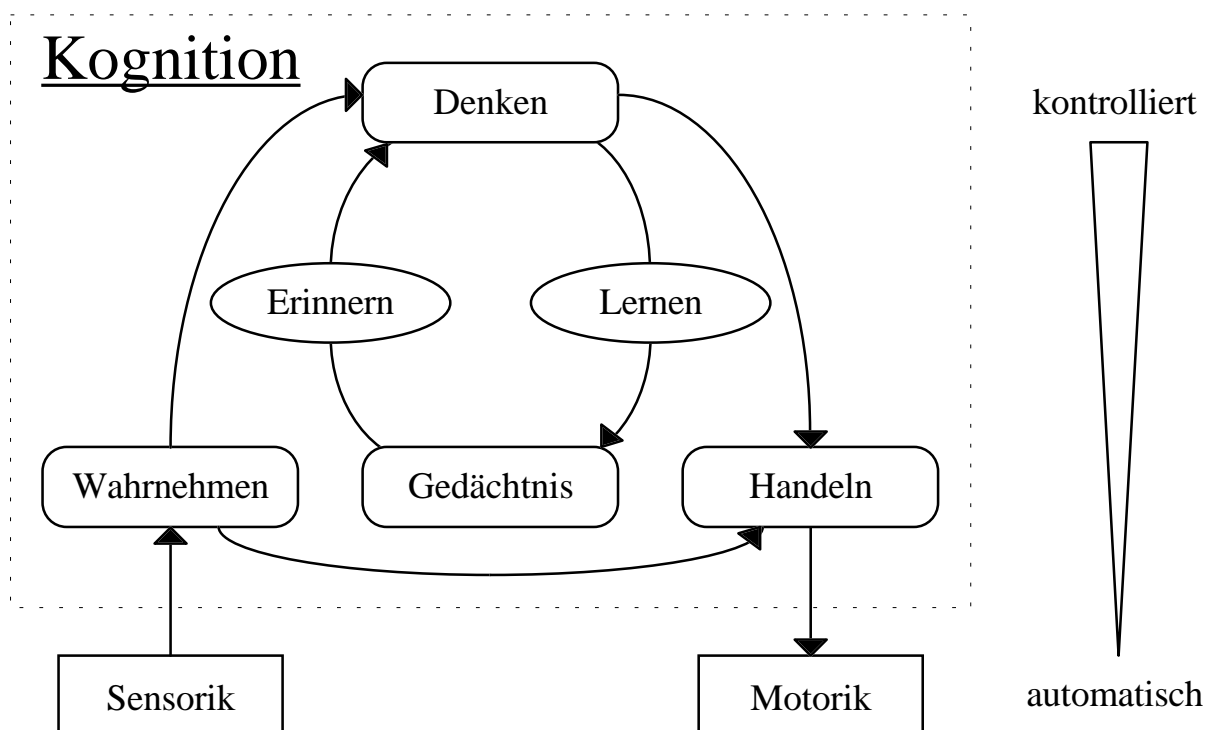 Kognition
Denken
kontrolliert
Erinnern
Lernen
Wahrnehmen
Gedächtnis
Handeln
Sensorik
Motorik
automatisch